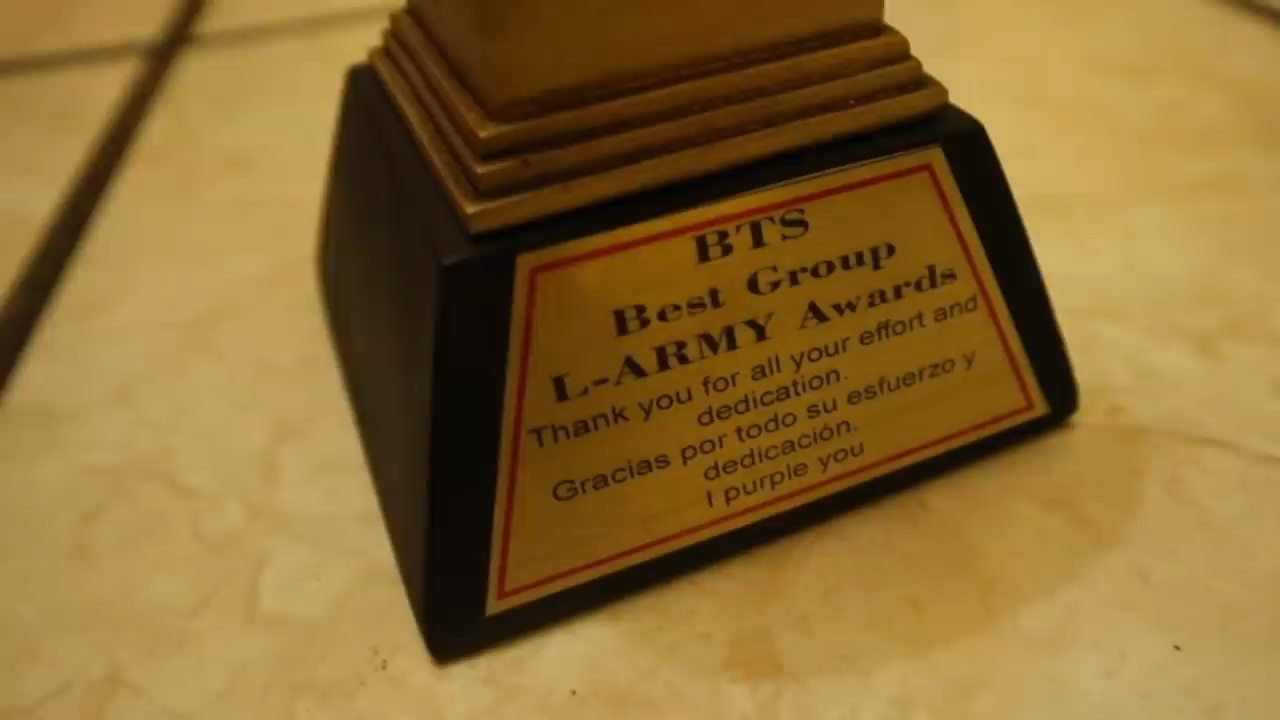 BTS
Best Group
L-ARMY Awards
Thank you for all your effort and
dedication.
Gracias por todo su esfuerzo y
dedicación.
I purple you